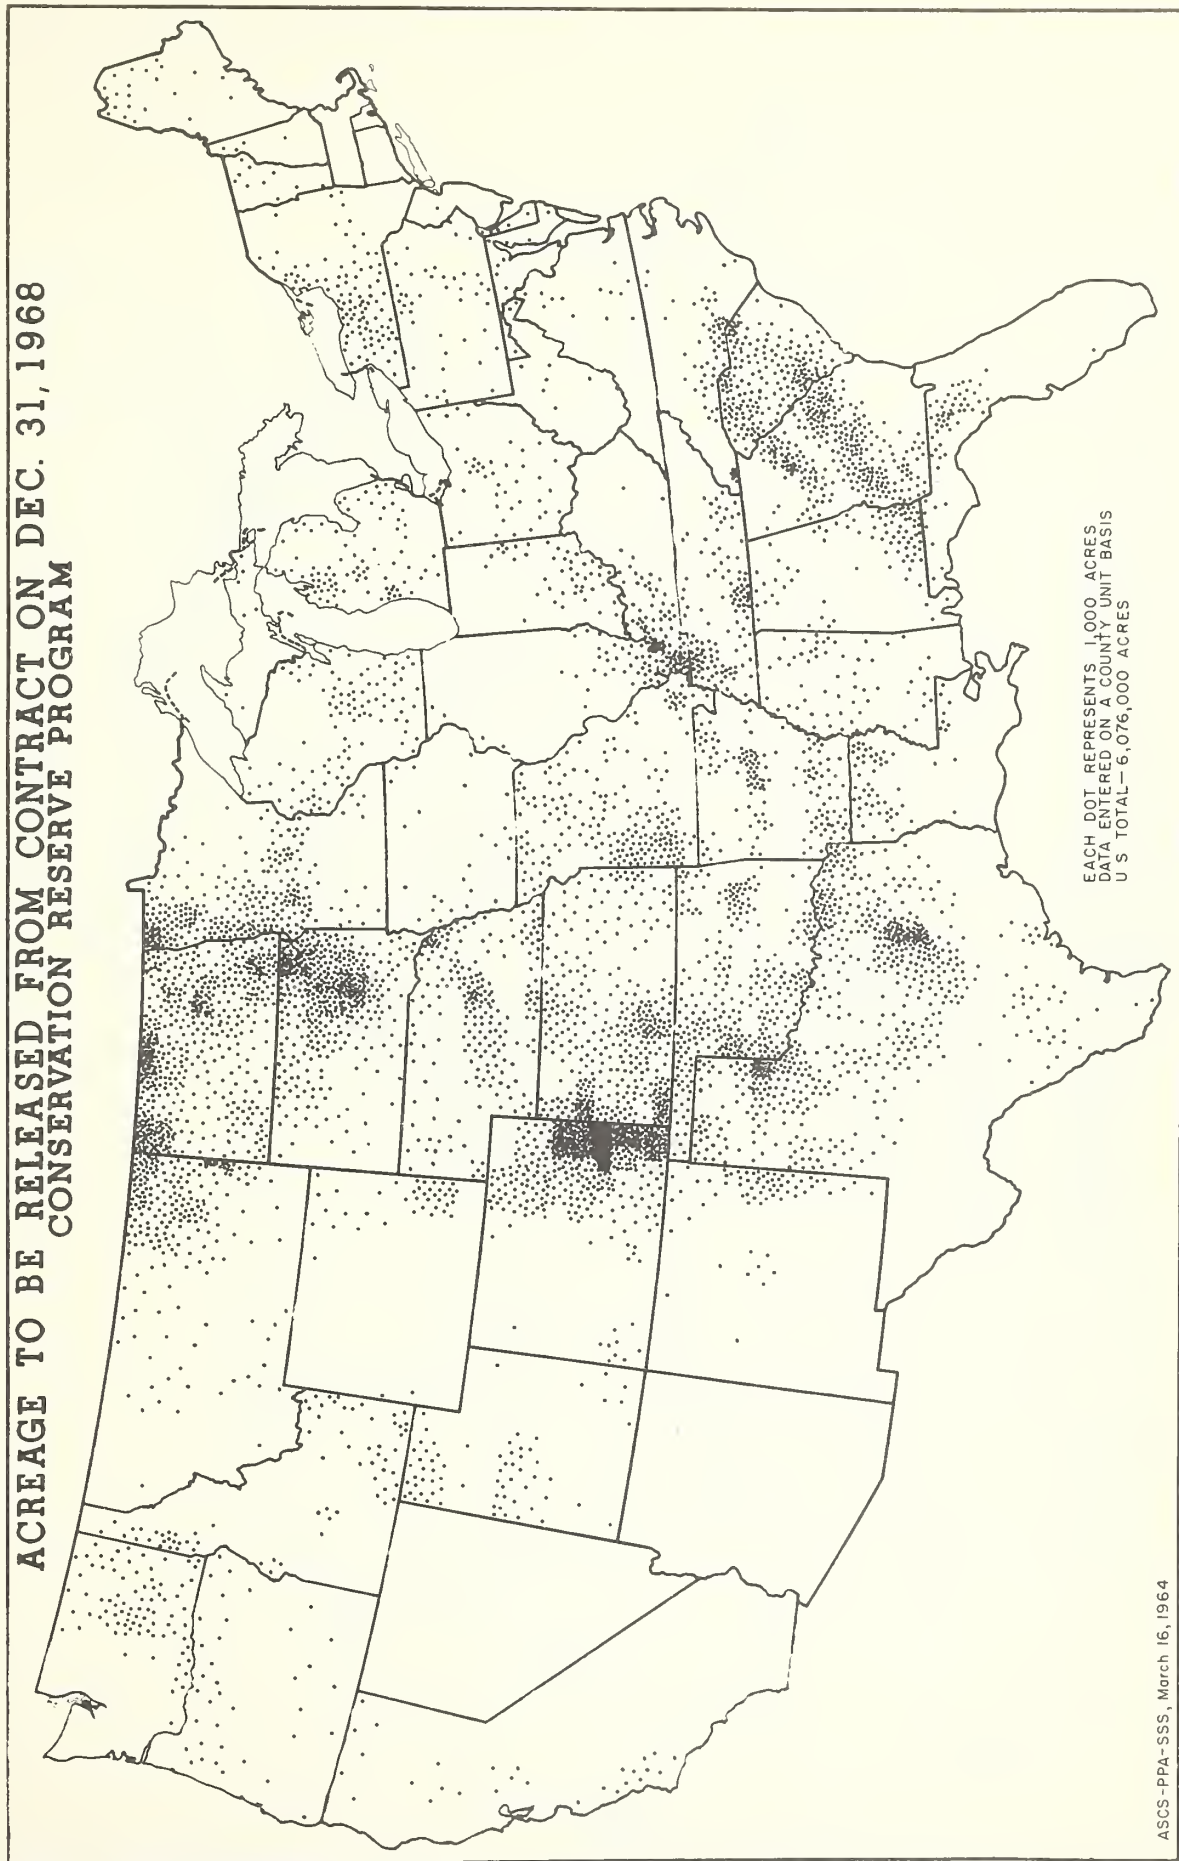 ACREAGE TO BE RELEASED FROM CONTRACT ON DEC. 31, 1968
CONSERVATION RESERVE PROGRAM
EACH DOT REPRESENTS 1,000 ACRES
DATA ENTERED ON A COUNTY UNIT BASIS
U S TOTAL—6,076,000 ACRES
ASCS-PPA-SSS, March 16, 1964